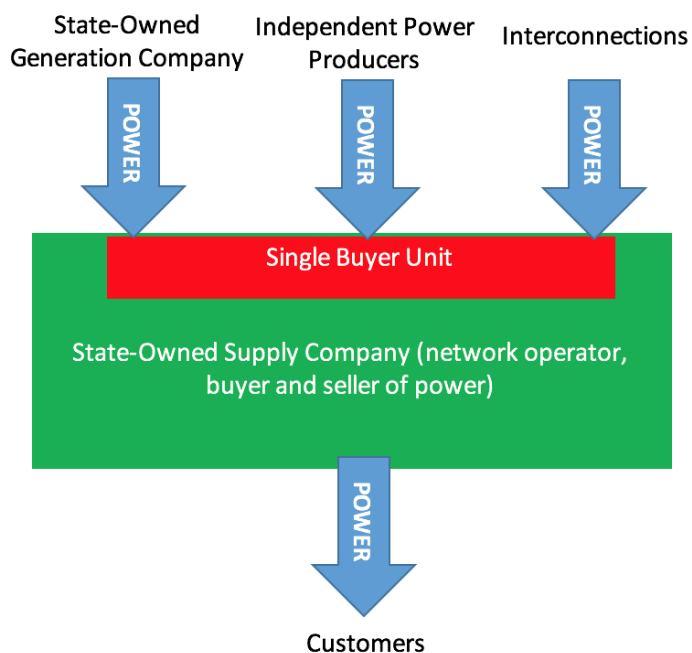 State-Owned
Generation Company
Independent Power
Producers
Interconnections
POWER
POWER
POWER
Single Buyer Unit
State-Owned Supply Company (network operator,
buyer and seller of power)
POWER
Customers